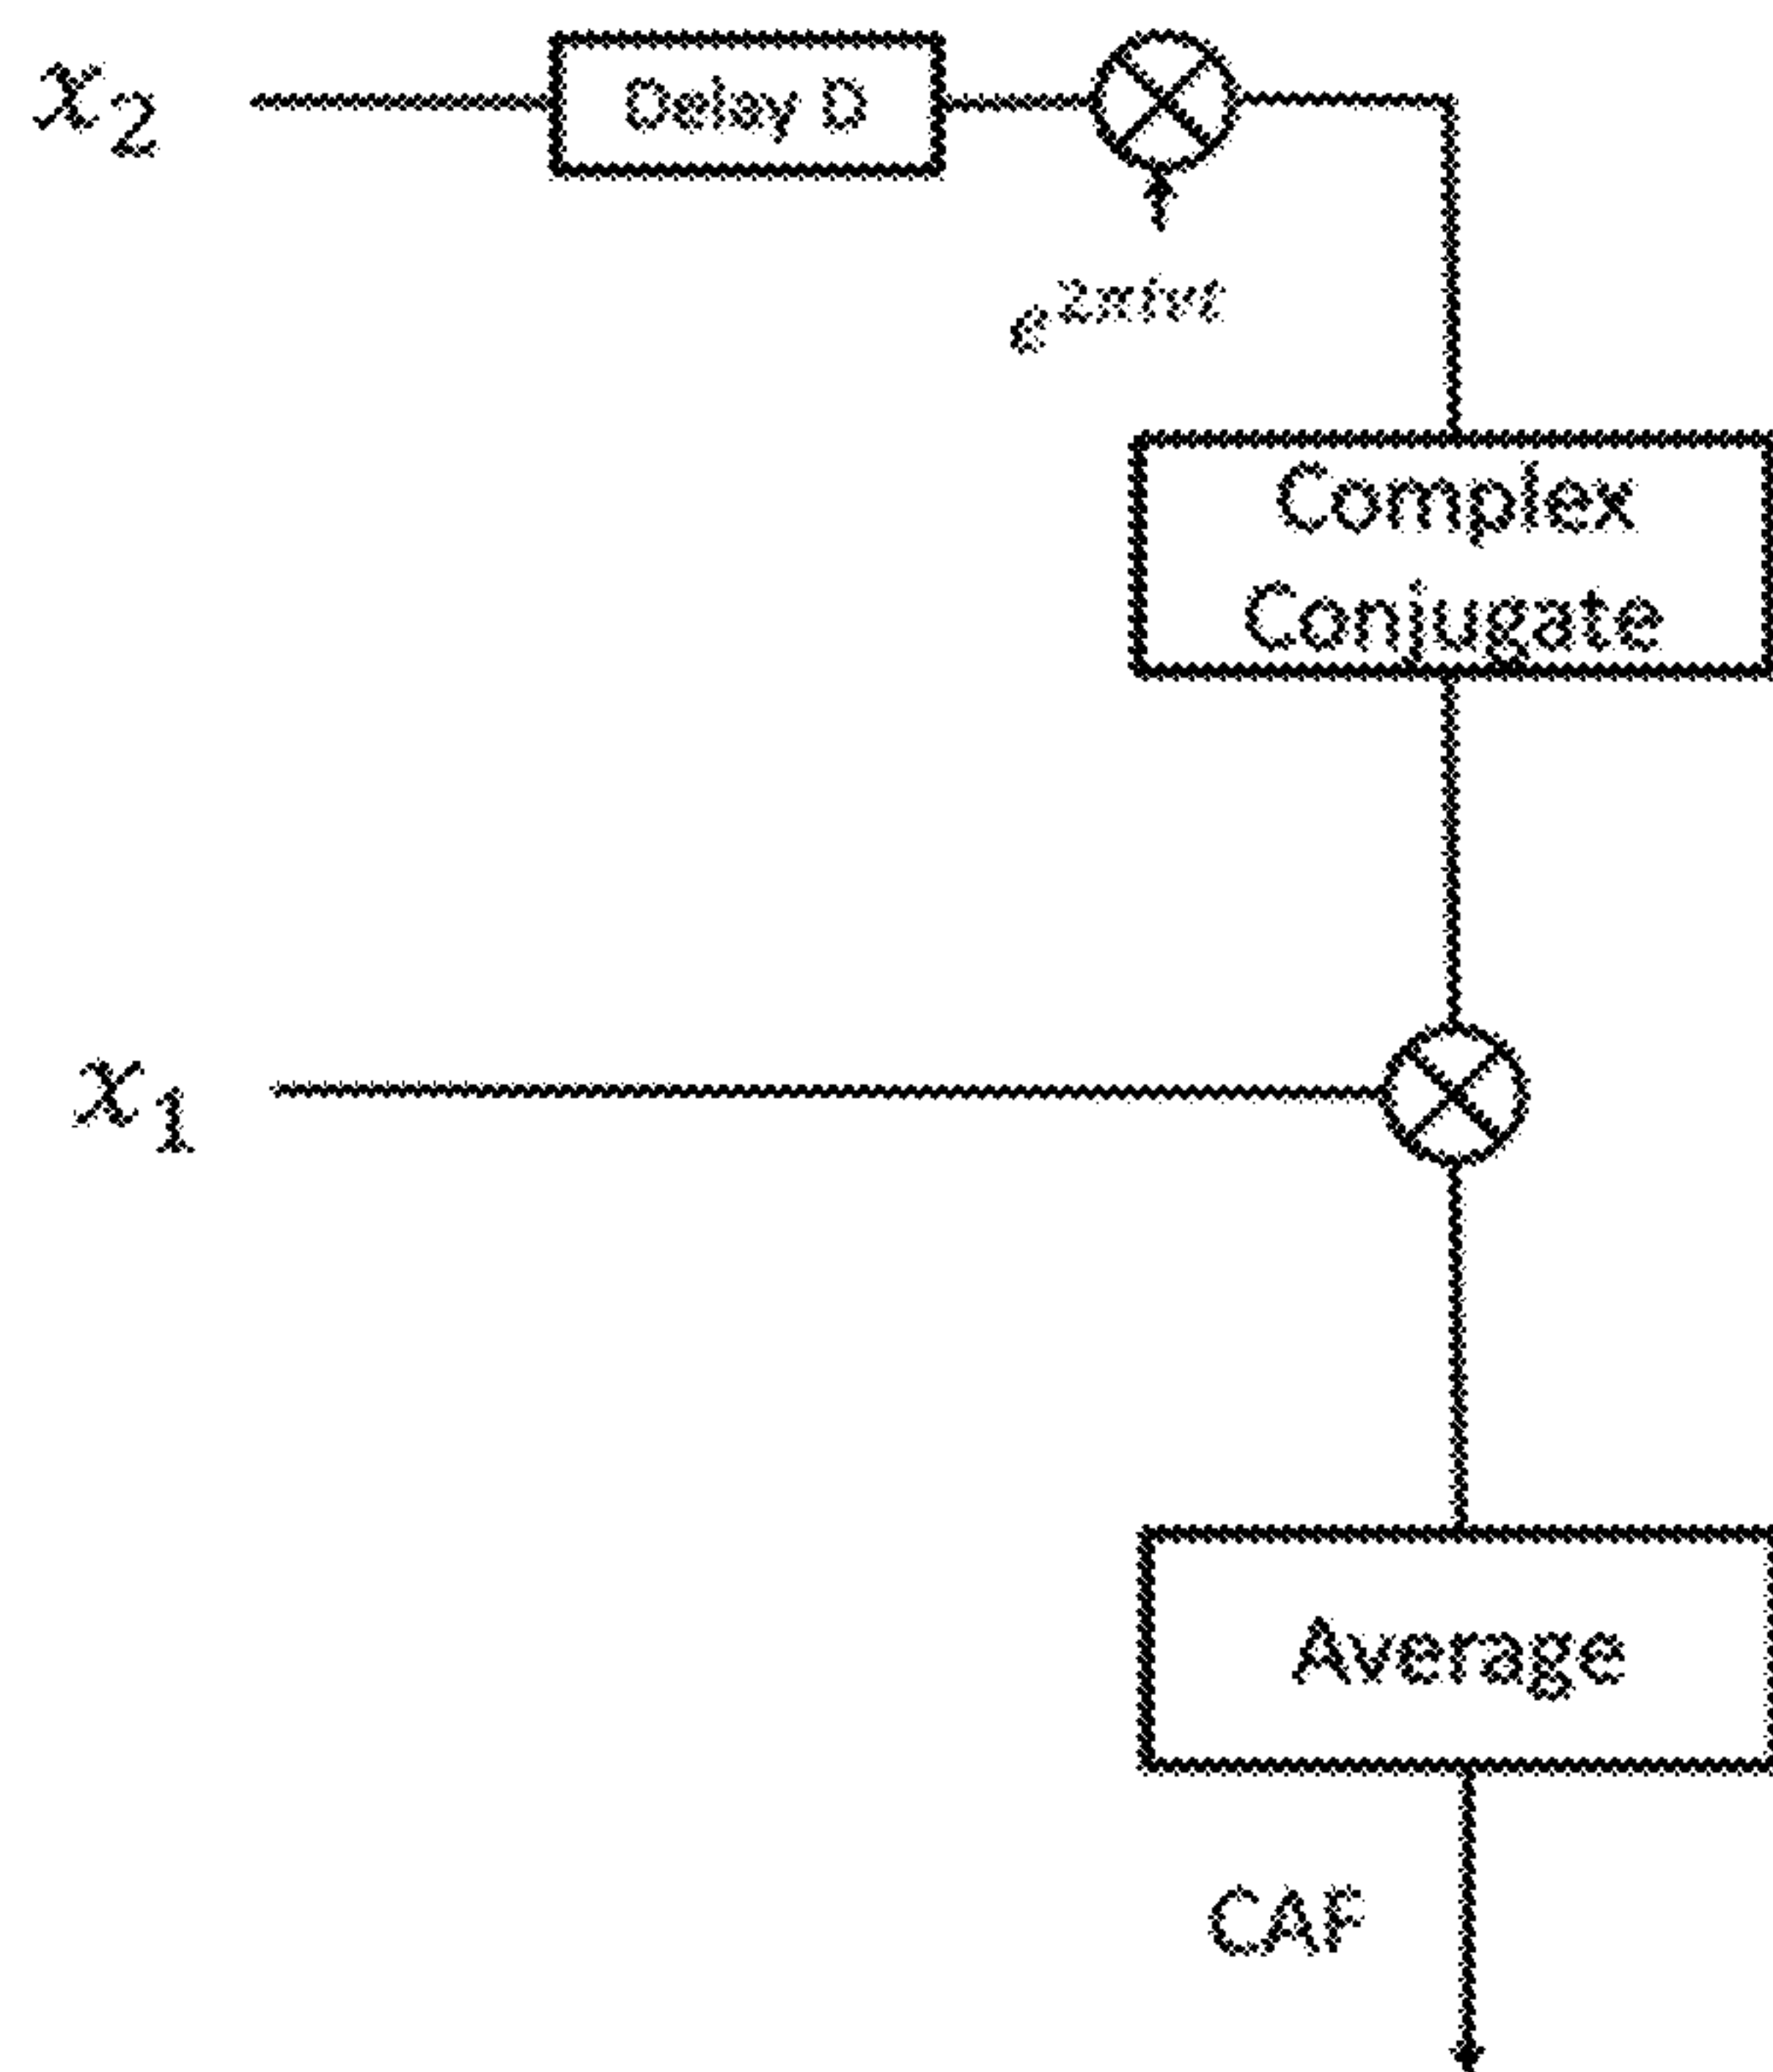 x₂
Delay D
e^{2πivt}
Complex
Conjugate
x₁
Average
CAF